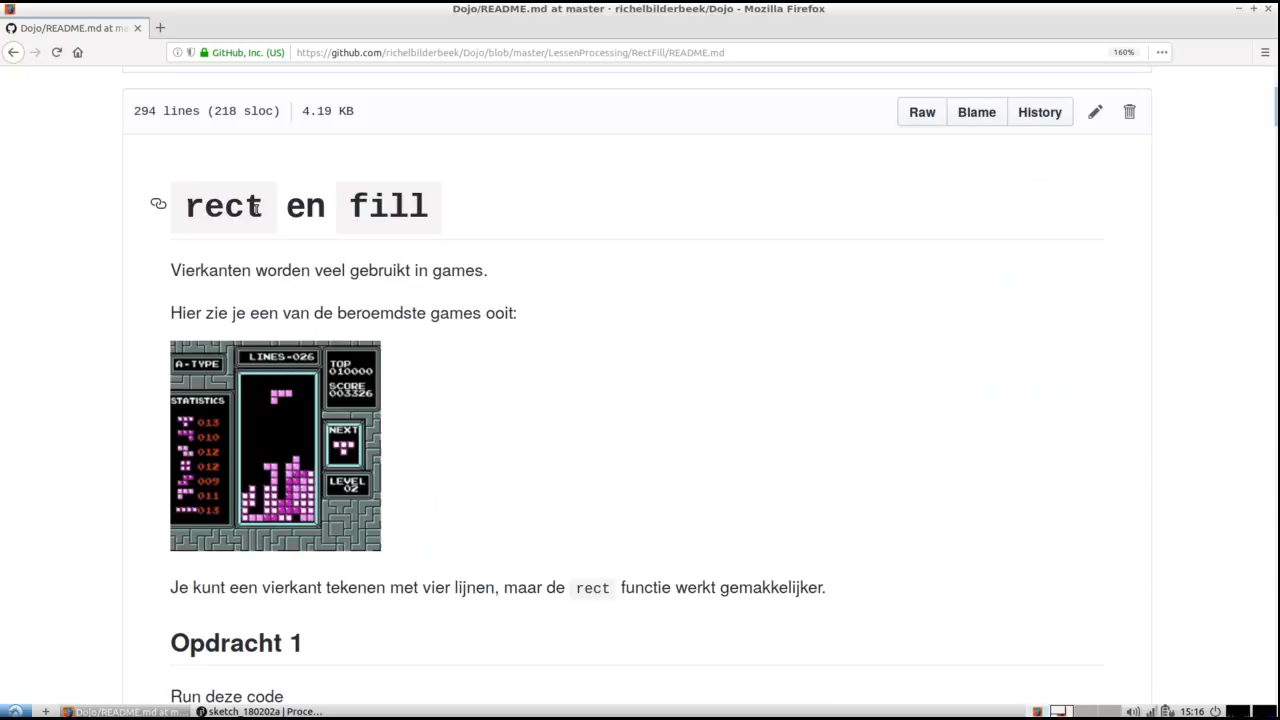 Dojo/README.md at master · richelbilderbeek/Dojo - Mozilla Firefox
Dojo/README.md at ma
GitHub, Inc. (US)
https://github.com/richelbilderbeek/Dojo/blob/master/LessenProcessing/RectFill/README.md
160%
294 lines (218 sloc)
4.19 KB
Raw
Blame
History
rect en fill
Vierkanten worden veel gebruikt in games.
Hier zie je een van de beroemdste games ooit:
A-TYPE
LINES-026
TOP
010000
SCORE
003326
STATISTICS
013
010
012
012
009
011
013
NEXT
LEVEL
02
Je kunt een vierkant tekenen met vier lijnen, maar de rect functie werkt gemakkelijker.
Opdracht 1
Run deze code
Dojo/README.md at m...
sketch_180202a | Proce...
15:16